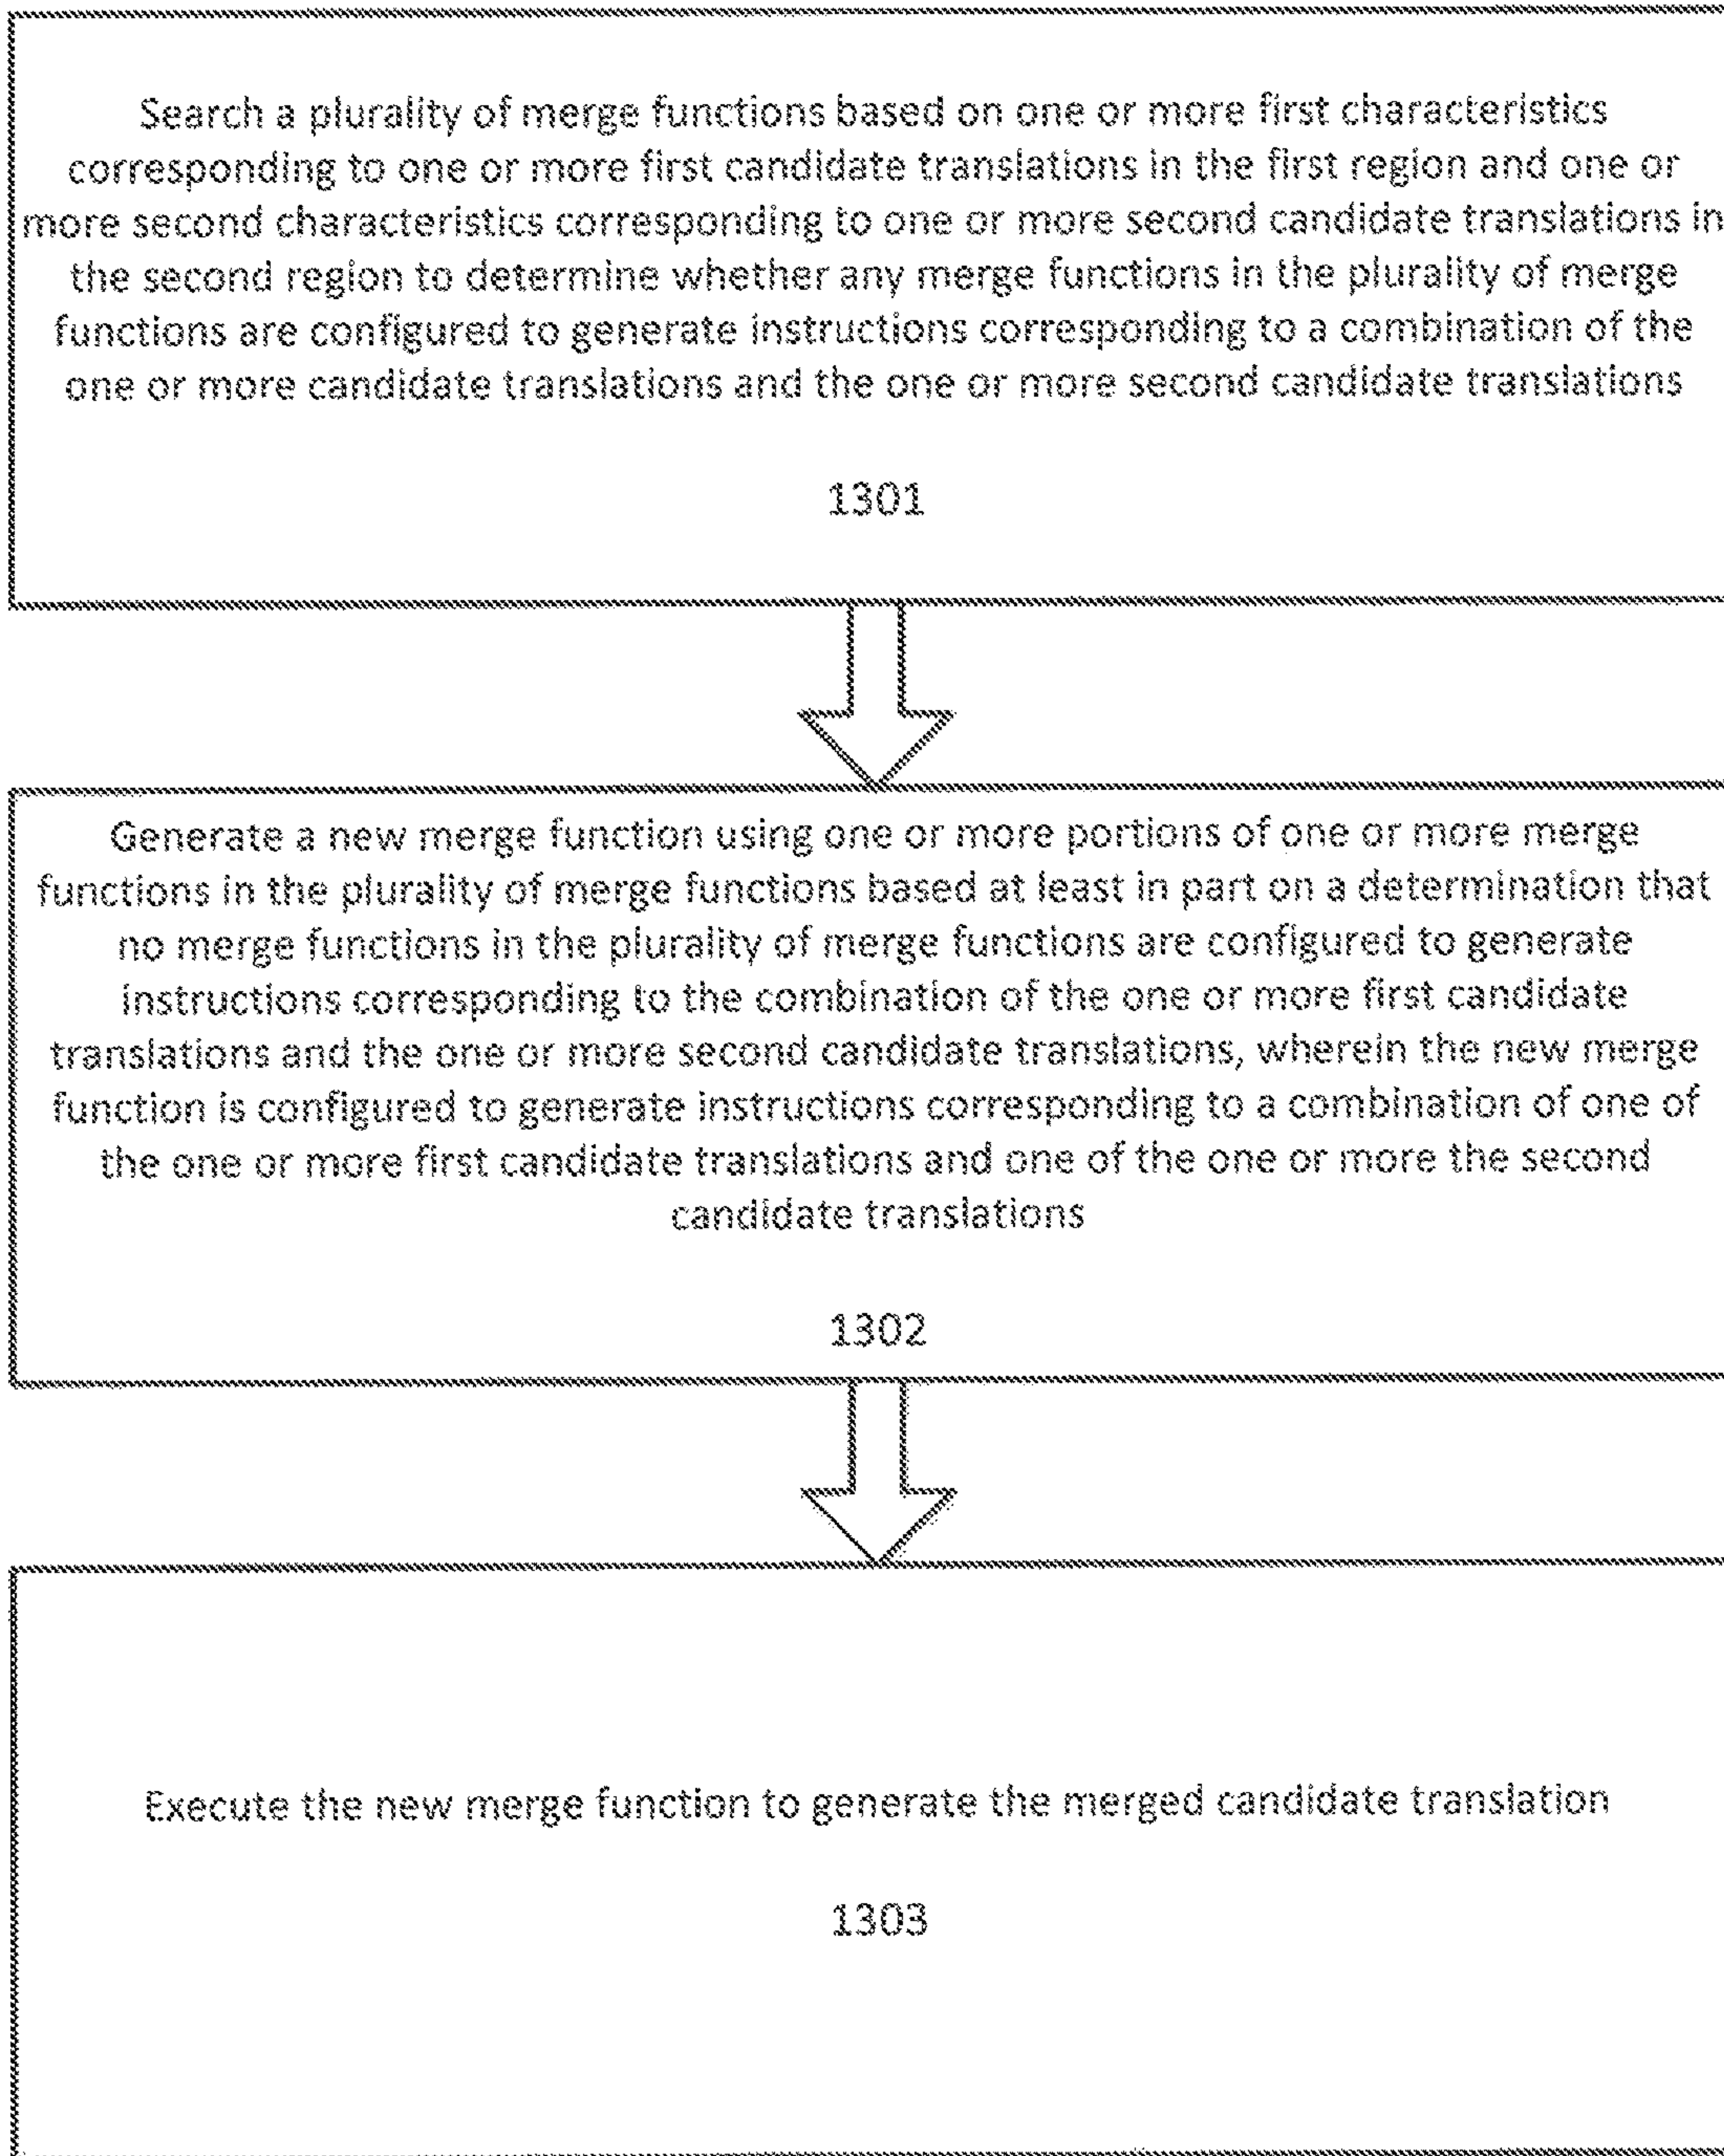 Search a plurality of merge functions based on one or more first characteristics
corresponding to one or more first candidate translations in the first region and one or
more second characteristics corresponding to one or more second candidate translations in
the second region to determine whether any merge functions in the plurality of merge
functions are configured to generate instructions corresponding to a combination of the
one or more candidate translations and the one or more second candidate translations
1301
Generate a new merge function using one or more portions of one or more merge
functions in the plurality of merge functions based at least in part on a determination that
no merge functions in the plurality of merge functions are configured to generate
instructions corresponding to the combination of the one or more first candidate
translations and the one or more second candidate translations, wherein the new merge
function is configured to generate instructions corresponding to a combination of one of
the one or more first candidate translations and one of the one or more the second
candidate translations
1302
Execute the new merge function to generate the merged candidate translation
1303